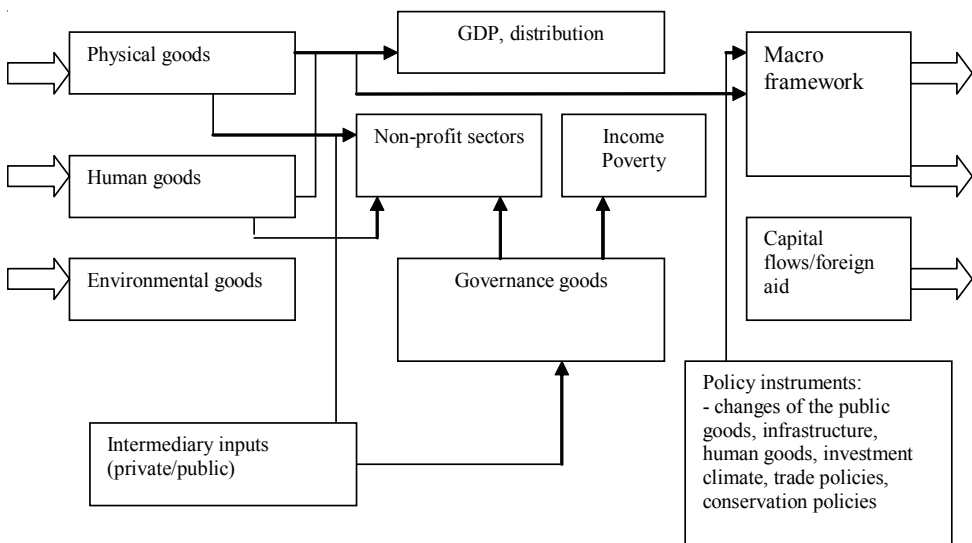 Physical goods
GDP, distribution
Macro
framework
Non-profit sectors
Income
Poverty
Human goods
Environmental goods
Governance goods
Capital
flows/foreign
aid
Intermediary inputs
(private/public)
Policy instruments:
- changes of the public
goods, infrastructure,
human goods, investment
climate, trade policies,
conservation policies